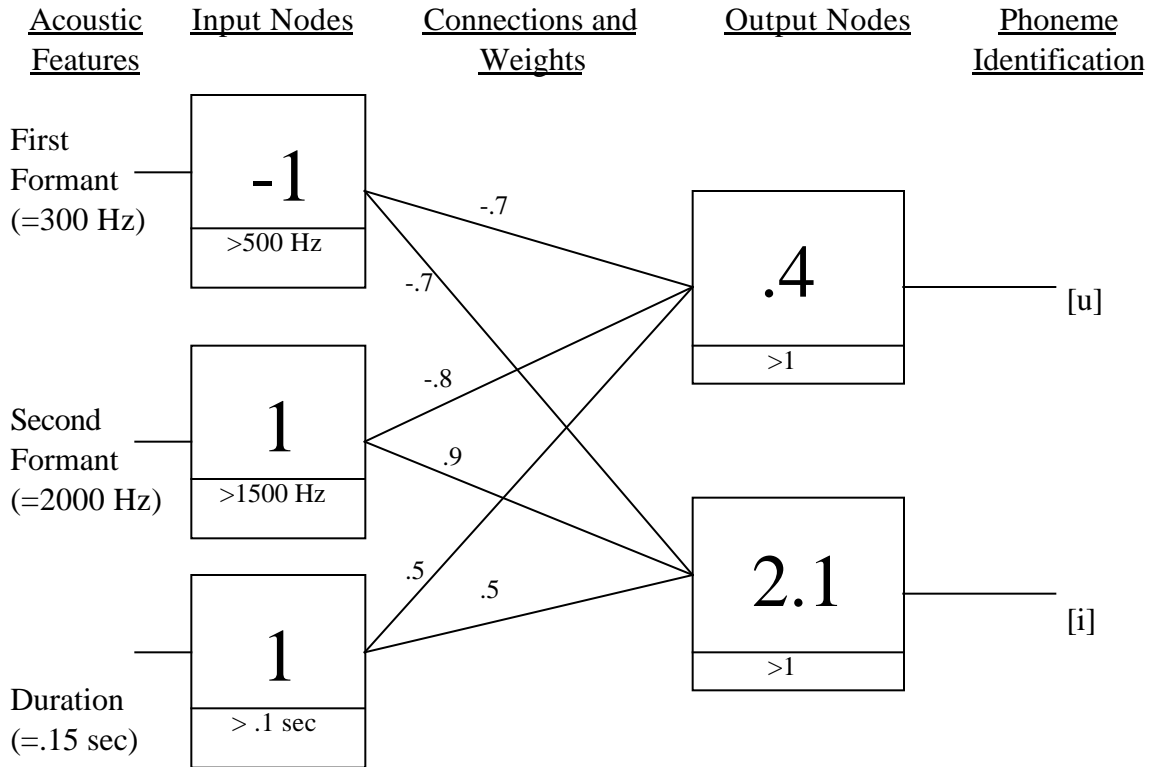 Acoustic
Features
Input Nodes
Connections and
Weights
Output Nodes
Phoneme
Identification
First
Formant
(=300 Hz)
-1
>500 Hz
-.7
-.7
.4
>1
[u]
Second
Formant
(=2000 Hz)
1
>1500 Hz
-.8
.9
Duration
(=.15 sec)
1
> .1 sec
.5
.5
2.1
>1
[i]